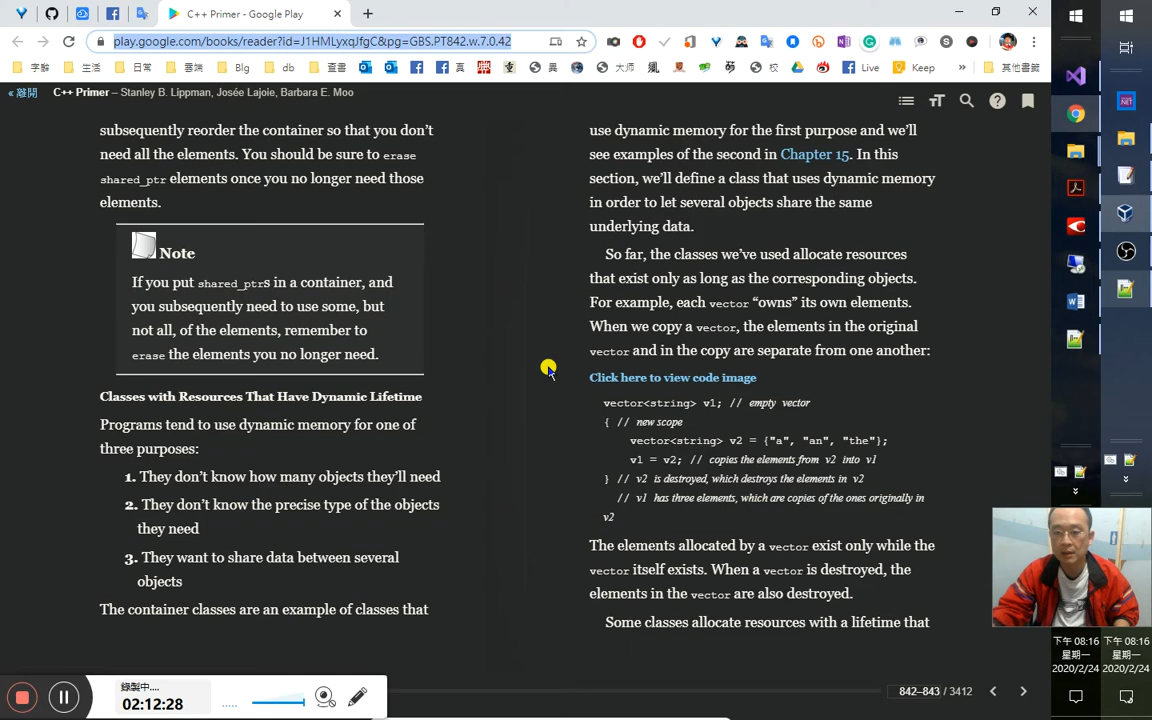 C++ Primer - Google Play
play.google.com/books/reader?id=J1HMLyxqJfgC&pg=GBS.PT842.w.7.0.42
字辭 生活 日常 雲端 Blg db 查書 真 異 大師 校 Live Keep » 其他書籤
« 離開 C++ Primer – Stanley B. Lippman, Josée Lajoie, Barbara E. Moo
subsequently reorder the container so that you don’t
need all the elements. You should be sure to erase
shared_ptr elements once you no longer need those
elements.
Note
If you put shared_ptrs in a container, and
you subsequently need to use some, but
not all, of the elements, remember to
erase the elements you no longer need.
Classes with Resources That Have Dynamic Lifetime
Programs tend to use dynamic memory for one of
three purposes:
1. They don’t know how many objects they’ll need
2. They don’t know the precise type of the objects
they need
3. They want to share data between several
objects
The container classes are an example of classes that
use dynamic memory for the first purpose and we’ll
see examples of the second in Chapter 15. In this
section, we’ll define a class that uses dynamic memory
in order to let several objects share the same
underlying data.
So far, the classes we’ve used allocate resources
that exist only as long as the corresponding objects.
For example, each vector “owns” its own elements.
When we copy a vector, the elements in the original
vector and in the copy are separate from one another:
Click here to view code image
vector<string> v1; // empty vector
{ // new scope
vector<string> v2 = {"a", "an", "the"};
v1 = v2; // copies the elements from v2 into v1
} // v2 is destroyed, which destroys the elements in v2
// v1 has three elements, which are copies of the ones originally in
v2
The elements allocated by a vector exist only while the
vector itself exists. When a vector is destroyed, the
elements in the vector are also destroyed.
Some classes allocate resources with a lifetime that
842–843 / 3412
錄製中....
02:12:28
下午 08:16
星期一
2020/2/24
下午 08:16
星期一
2020/2/24